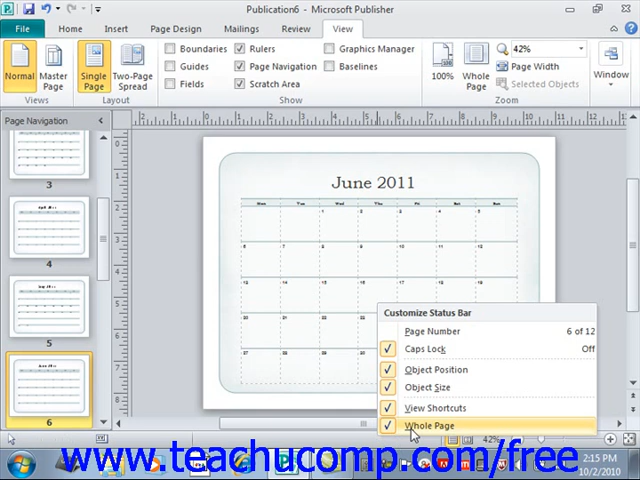 Publication6 - Microsoft Publisher
File Home Insert Page Design Mailings Review View
Normal Master Page
Views
Single Page Two-Page Spread
Layout
Boundaries Rulers Graphics Manager
Guides Page Navigation Baselines
Fields Scratch Area
Show
100% Whole Page
42%
Page Width
Selected Objects
Zoom
Window
Page Navigation
3
4
5
6
June 2011
Customize Status Bar
Page Number 6 of 12
Caps Lock Off
Object Position
Object Size
View Shortcuts
Whole Page
42%
www.teachucomp.com/free
2:15 PM
10/2/2010